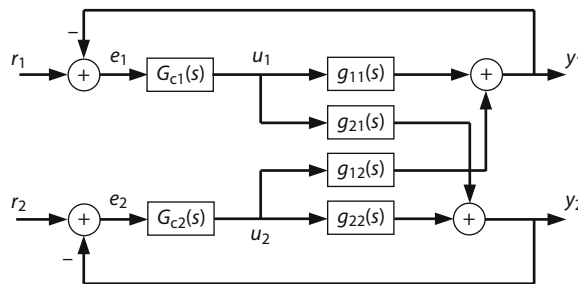 −
r1 + e1 Gc1(s) u1 g11(s) + y1
g21(s)
g12(s)
r2 + e2 Gc2(s) u2 g22(s) + y2
−